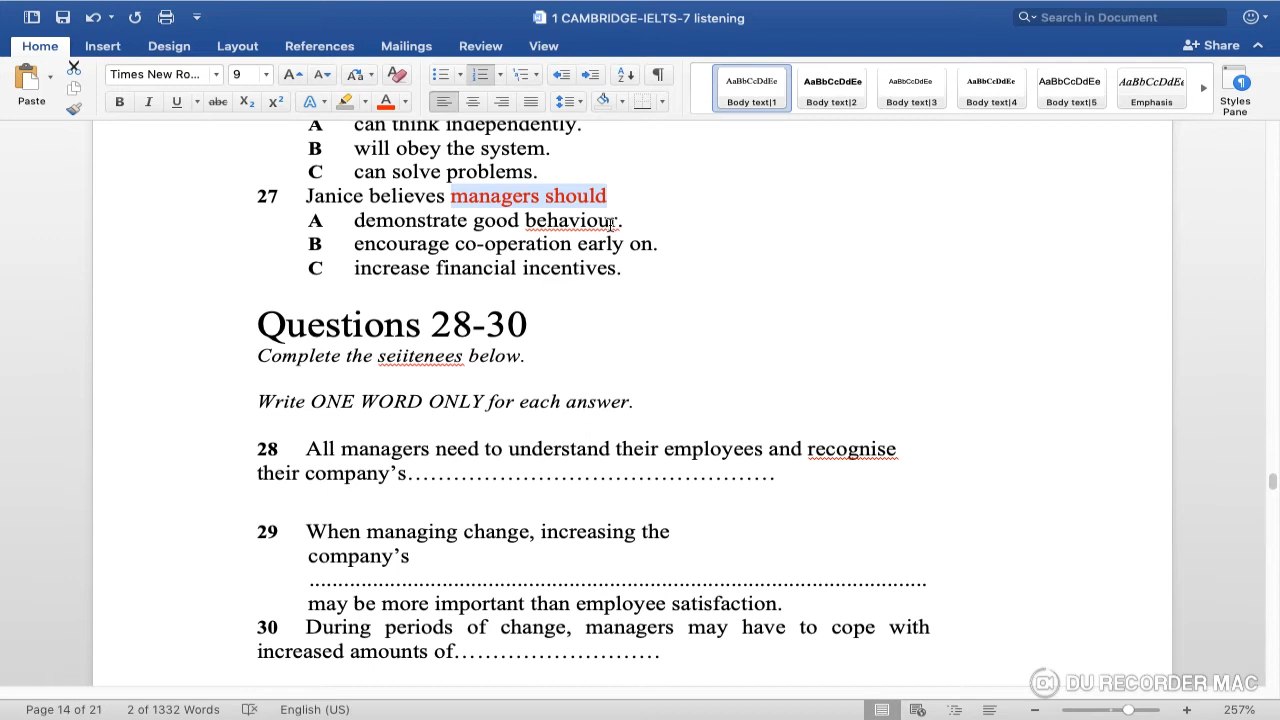 1 CAMBRIDGE-IELTS-7 listening
Search in Document
Home Insert Design Layout References Mailings Review View
Share
Paste
Times New Ro...
9
AaBbCcDdEe
Body text|1
AaBbCcDdE
Body text|2
AaBbCcDdEe
Body text|3
AaBbCcDdEe
Body text|4
AaBbCcDdE
Body text|5
AaBbCcDdEe
Emphasis
Styles
Pane
A can think independently.
B will obey the system.
C can solve problems.
27 Janice believes managers should
A demonstrate good behaviour.
B encourage co-operation early on.
C increase financial incentives.
Questions 28-30
Complete the seiitenees below.
Write ONE WORD ONLY for each answer.
28 All managers need to understand their employees and recognise
their company’s…………………………………………
29 When managing change, increasing the
company’s
............................................................................................................
may be more important than employee satisfaction.
30 During periods of change, managers may have to cope with
increased amounts of………………………
DU RECORDER MAC
Page 14 of 21
2 of 1332 Words
English (US)
257%